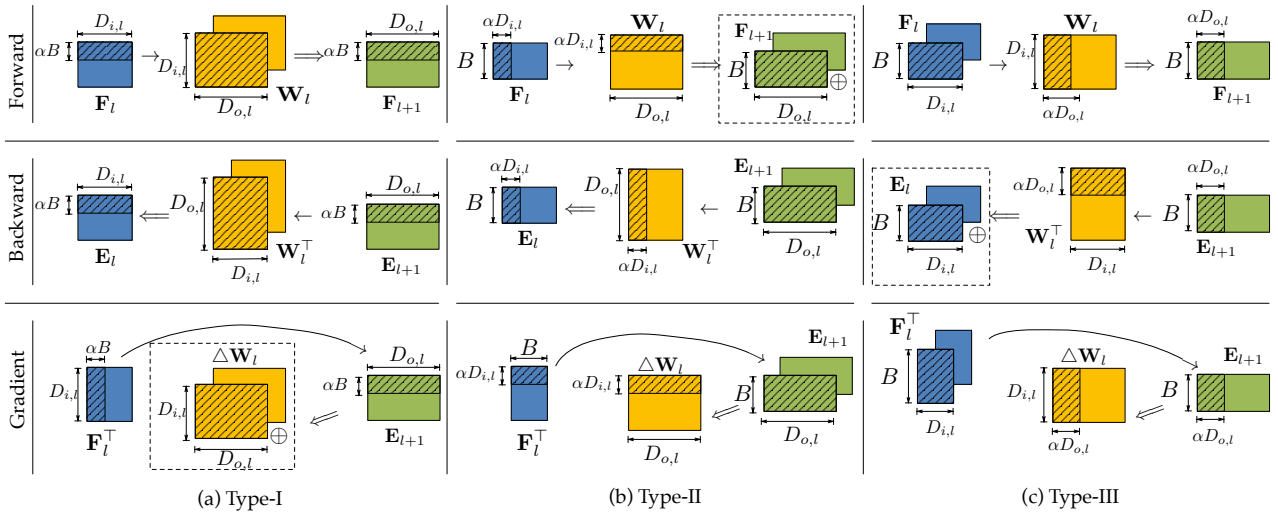 Forward
D_{i,l}
αB
F_l
D_{i,l}
D_{o,l}
W_l
D_{o,l}
αB
F_{l+1}
αD_{i,l}
B
F_l
W_l
αD_{i,l}
D_{o,l}
F_{l+1}
B
D_{o,l}
⊕
F_l
B
D_{i,l}
W_l
D_{i,l}
αD_{o,l}
αD_{o,l}
B
F_{l+1}
Backward
D_{i,l}
αB
E_l
D_{o,l}
D_{i,l}
W_l^⊤
D_{o,l}
αB
E_{l+1}
αD_{i,l}
B
E_l
D_{o,l}
αD_{i,l}
W_l^⊤
E_{l+1}
B
D_{o,l}
E_l
B
D_{i,l}
⊕
αD_{o,l}
W_l^⊤
D_{i,l}
αD_{o,l}
B
E_{l+1}
Gradient
αB
D_{i,l}
F_l^⊤
△W_l
D_{i,l}
D_{o,l}
⊕
D_{o,l}
αB
E_{l+1}
B
αD_{i,l}
F_l^⊤
△W_l
αD_{i,l}
D_{o,l}
E_{l+1}
B
D_{o,l}
F_l^⊤
B
D_{i,l}
△W_l
D_{i,l}
αD_{o,l}
E_{l+1}
B
αD_{o,l}
(a) Type-I
(b) Type-II
(c) Type-III